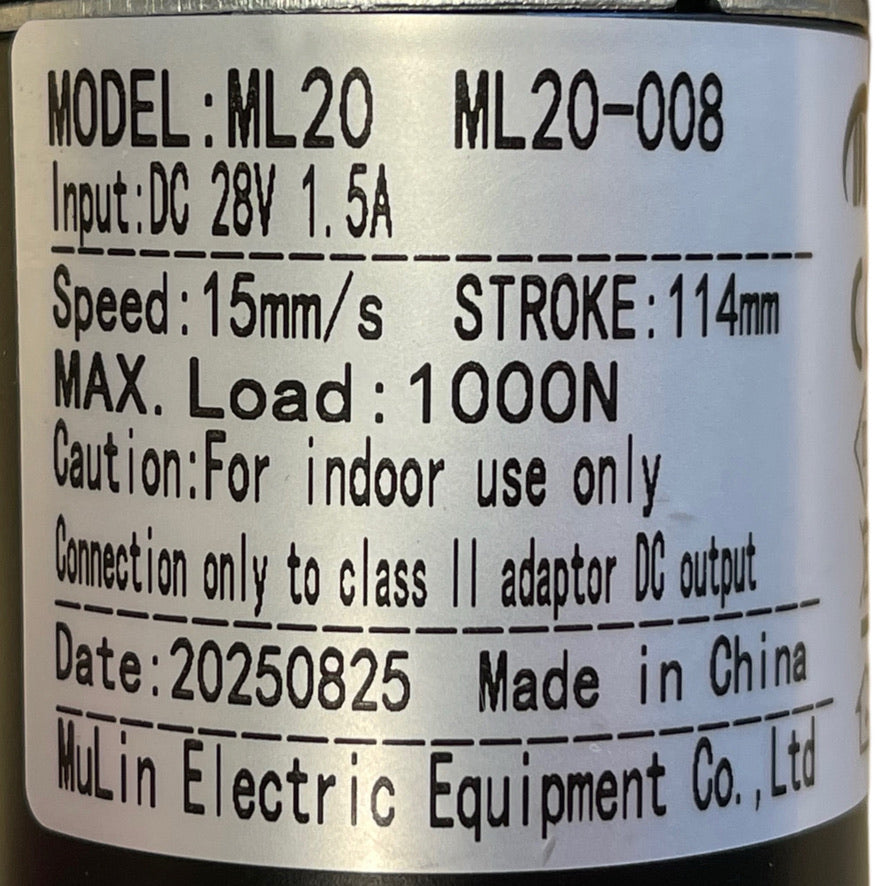 MODEL:ML20 ML20-008
Input:DC 28V 1.5A
Speed:15mm/s STROKE:114mm
MAX. Load:1000N
Caution:For indoor use only
Connection only to class II adaptor DC output
Date:20250825 Made in China
MuLin Electric Equipment Co.,Ltd